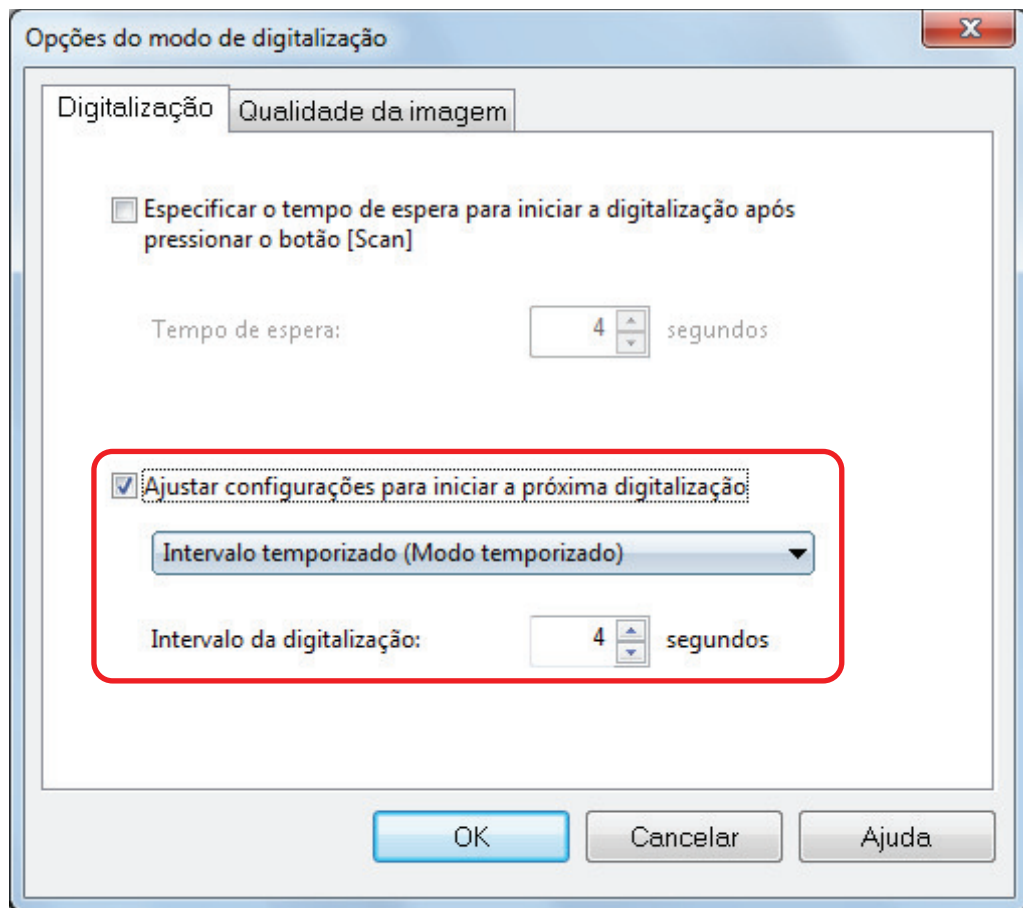 Opções do modo de digitalização
Digitalização
Qualidade da imagem
Especificar o tempo de espera para iniciar a digitalização após
pressionar o botão [Scan]
Tempo de espera: 4 segundos
Ajustar configurações para iniciar a próxima digitalização
Intervalo temporizado (Modo temporizado)
Intervalo da digitalização: 4 segundos
OK Cancelar Ajuda